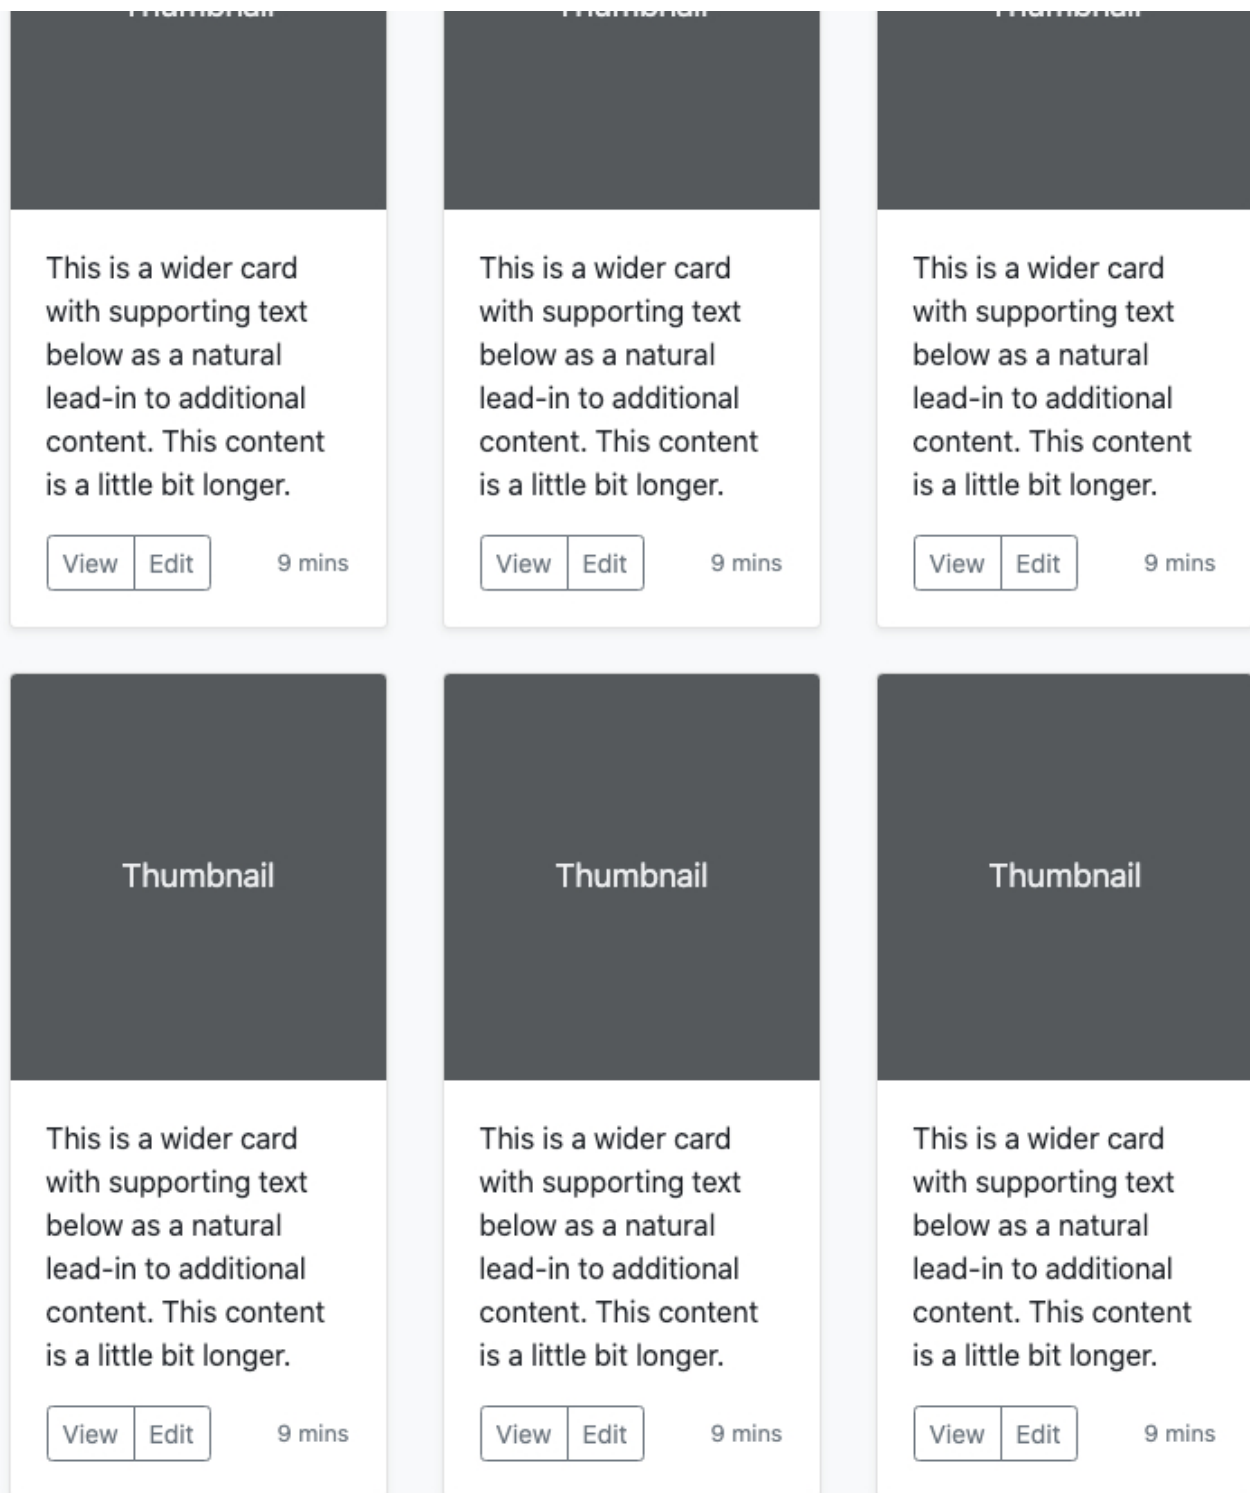 Thumbnail Thumbnail Thumbnail
This is a wider card
with supporting text
below as a natural
lead-in to additional
content. This content
is a little bit longer.
View Edit 9 mins
This is a wider card
with supporting text
below as a natural
lead-in to additional
content. This content
is a little bit longer.
View Edit 9 mins
This is a wider card
with supporting text
below as a natural
lead-in to additional
content. This content
is a little bit longer.
View Edit 9 mins
Thumbnail
This is a wider card
with supporting text
below as a natural
lead-in to additional
content. This content
is a little bit longer.
View Edit 9 mins
Thumbnail
This is a wider card
with supporting text
below as a natural
lead-in to additional
content. This content
is a little bit longer.
View Edit 9 mins
Thumbnail
This is a wider card
with supporting text
below as a natural
lead-in to additional
content. This content
is a little bit longer.
View Edit 9 mins